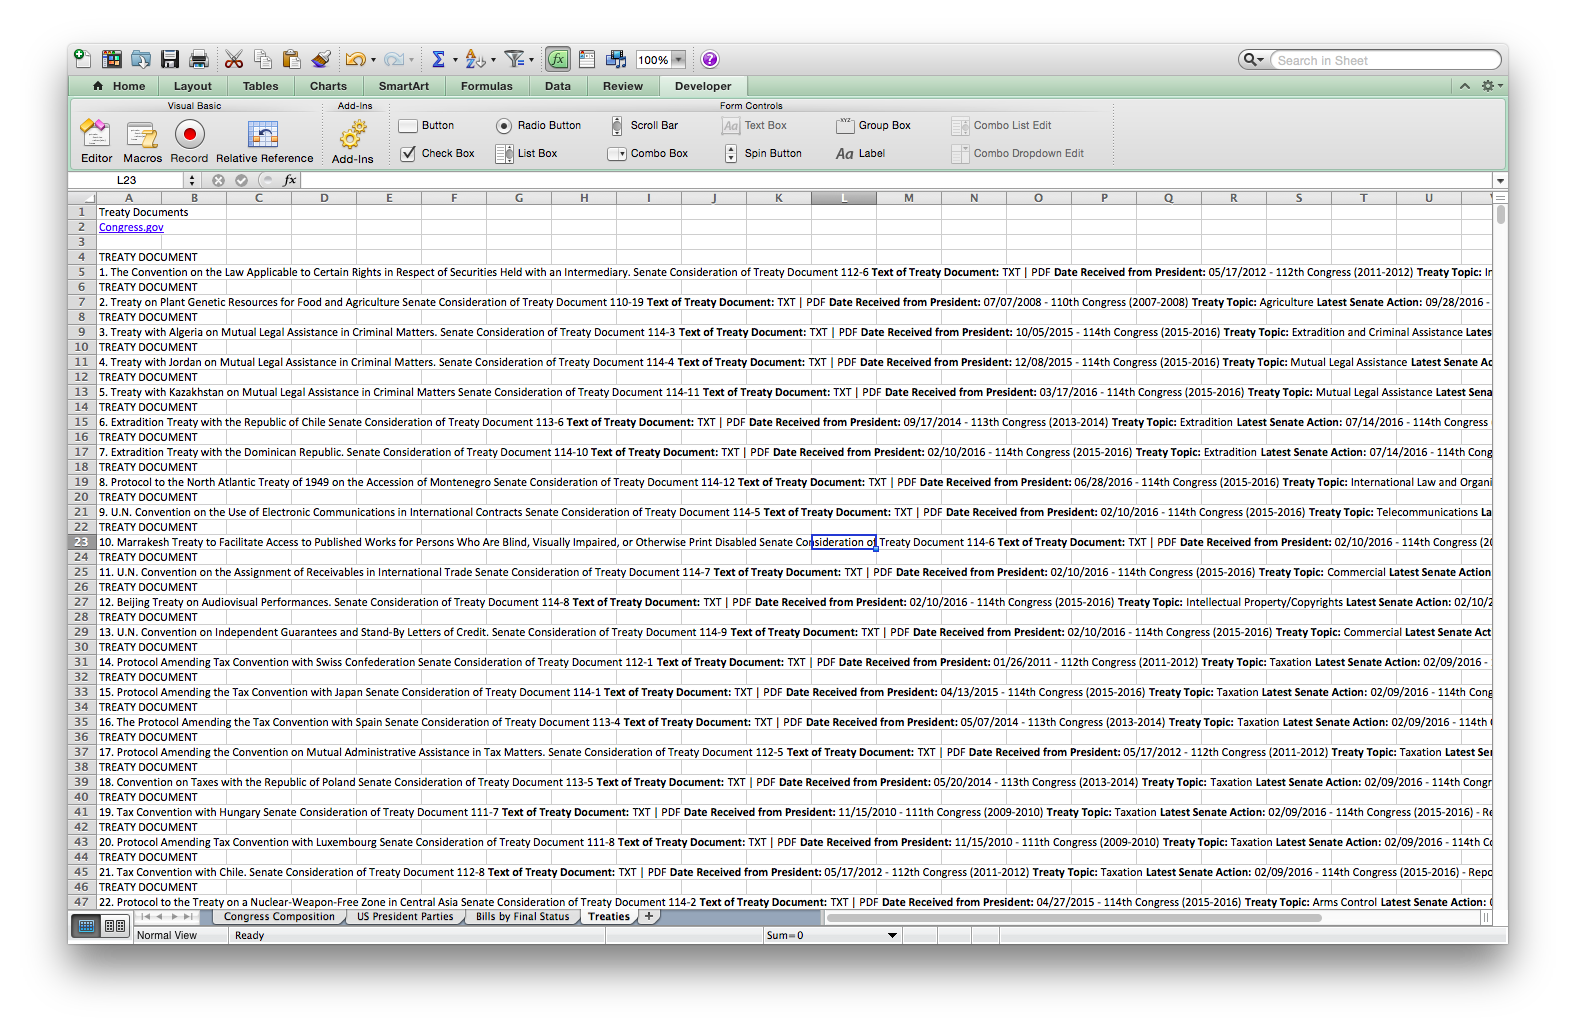 100%
Search in Sheet
Home Layout Tables Charts SmartArt Formulas Data Review Developer
Visual Basic Add-Ins Form Controls
Button Radio Button Scroll Bar Aa Text Box XYZ Group Box Combo List Edit
Editor Macros Record Relative Reference Add-Ins Check Box List Box Combo Box Spin Button Aa Label Combo Dropdown Edit
L23 fx
A B C D E F G H I J K L M N O P Q R S T U
1 Treaty Documents
2 Congress.gov
3
4 TREATY DOCUMENT
5 1. The Convention on the Law Applicable to Certain Rights in Respect of Securities Held with an Intermediary. Senate Consideration of Treaty Document 112-6 Text of Treaty Document: TXT | PDF Date Received from President: 05/17/2012 - 112th Congress (2011-2012) Treaty Topic: In
6 TREATY DOCUMENT
7 2. Treaty on Plant Genetic Resources for Food and Agriculture Senate Consideration of Treaty Document 110-19 Text of Treaty Document: TXT | PDF Date Received from President: 07/07/2008 - 110th Congress (2007-2008) Treaty Topic: Agriculture Latest Senate Action: 09/28/2016 -
8 TREATY DOCUMENT
9 3. Treaty with Algeria on Mutual Legal Assistance in Criminal Matters. Senate Consideration of Treaty Document 114-3 Text of Treaty Document: TXT | PDF Date Received from President: 10/05/2015 - 114th Congress (2015-2016) Treaty Topic: Extradition and Criminal Assistance Lates
10 TREATY DOCUMENT
11 4. Treaty with Jordan on Mutual Legal Assistance in Criminal Matters. Senate Consideration of Treaty Document 114-4 Text of Treaty Document: TXT | PDF Date Received from President: 12/08/2015 - 114th Congress (2015-2016) Treaty Topic: Mutual Legal Assistance Latest Senate Ac
12 TREATY DOCUMENT
13 5. Treaty with Kazakhstan on Mutual Legal Assistance in Criminal Matters Senate Consideration of Treaty Document 114-11 Text of Treaty Document: TXT | PDF Date Received from President: 03/17/2016 - 114th Congress (2015-2016) Treaty Topic: Mutual Legal Assistance Latest Sena
14 TREATY DOCUMENT
15 6. Extradition Treaty with the Republic of Chile Senate Consideration of Treaty Document 113-6 Text of Treaty Document: TXT | PDF Date Received from President: 09/17/2014 - 113th Congress (2013-2014) Treaty Topic: Extradition Latest Senate Action: 07/14/2016 - 114th Congress
16 TREATY DOCUMENT
17 7. Extradition Treaty with the Dominican Republic. Senate Consideration of Treaty Document 114-10 Text of Treaty Document: TXT | PDF Date Received from President: 02/10/2016 - 114th Congress (2015-2016) Treaty Topic: Extradition Latest Senate Action: 07/14/2016 - 114th Cong
18 TREATY DOCUMENT
19 8. Protocol to the North Atlantic Treaty of 1949 on the Accession of Montenegro Senate Consideration of Treaty Document 114-12 Text of Treaty Document: TXT | PDF Date Received from President: 06/28/2016 - 114th Congress (2015-2016) Treaty Topic: International Law and Organi
20 TREATY DOCUMENT
21 9. U.N. Convention on the Use of Electronic Communications in International Contracts Senate Consideration of Treaty Document 114-5 Text of Treaty Document: TXT | PDF Date Received from President: 02/10/2016 - 114th Congress (2015-2016) Treaty Topic: Telecommunications La
22 TREATY DOCUMENT
23 10. Marrakesh Treaty to Facilitate Access to Published Works for Persons Who Are Blind, Visually Impaired, or Otherwise Print Disabled Senate Consideration of Treaty Document 114-6 Text of Treaty Document: TXT | PDF Date Received from President: 02/10/2016 - 114th Congress (20
24 TREATY DOCUMENT
25 11. U.N. Convention on the Assignment of Receivables in International Trade Senate Consideration of Treaty Document 114-7 Text of Treaty Document: TXT | PDF Date Received from President: 02/10/2016 - 114th Congress (2015-2016) Treaty Topic: Commercial Latest Senate Action
26 TREATY DOCUMENT
27 12. Beijing Treaty on Audiovisual Performances. Senate Consideration of Treaty Document 114-8 Text of Treaty Document: TXT | PDF Date Received from President: 02/10/2016 - 114th Congress (2015-2016) Treaty Topic: Intellectual Property/Copyrights Latest Senate Action: 02/10/2
28 TREATY DOCUMENT
29 13. U.N. Convention on Independent Guarantees and Stand-By Letters of Credit. Senate Consideration of Treaty Document 114-9 Text of Treaty Document: TXT | PDF Date Received from President: 02/10/2016 - 114th Congress (2015-2016) Treaty Topic: Commercial Latest Senate Act
30 TREATY DOCUMENT
31 14. Protocol Amending Tax Convention with Swiss Confederation Senate Consideration of Treaty Document 112-1 Text of Treaty Document: TXT | PDF Date Received from President: 01/26/2011 - 112th Congress (2011-2012) Treaty Topic: Taxation Latest Senate Action: 02/09/2016 -
32 TREATY DOCUMENT
33 15. Protocol Amending the Tax Convention with Japan Senate Consideration of Treaty Document 114-1 Text of Treaty Document: TXT | PDF Date Received from President: 04/13/2015 - 114th Congress (2015-2016) Treaty Topic: Taxation Latest Senate Action: 02/09/2016 - 114th Cong
34 TREATY DOCUMENT
35 16. The Protocol Amending the Tax Convention with Spain Senate Consideration of Treaty Document 113-4 Text of Treaty Document: TXT | PDF Date Received from President: 05/07/2014 - 113th Congress (2013-2014) Treaty Topic: Taxation Latest Senate Action: 02/09/2016 - 114th
36 TREATY DOCUMENT
37 17. Protocol Amending the Convention on Mutual Administrative Assistance in Tax Matters. Senate Consideration of Treaty Document 112-5 Text of Treaty Document: TXT | PDF Date Received from President: 05/17/2012 - 112th Congress (2011-2012) Treaty Topic: Taxation Latest Se
38 TREATY DOCUMENT
39 18. Convention on Taxes with the Republic of Poland Senate Consideration of Treaty Document 113-5 Text of Treaty Document: TXT | PDF Date Received from President: 05/20/2014 - 113th Congress (2013-2014) Treaty Topic: Taxation Latest Senate Action: 02/09/2016 - 114th Congr
40 TREATY DOCUMENT
41 19. Tax Convention with Hungary Senate Consideration of Treaty Document 111-7 Text of Treaty Document: TXT | PDF Date Received from President: 11/15/2010 - 111th Congress (2009-2010) Treaty Topic: Taxation Latest Senate Action: 02/09/2016 - 114th Congress (2015-2016) - Re
42 TREATY DOCUMENT
43 20. Protocol Amending Tax Convention with Luxembourg Senate Consideration of Treaty Document 111-8 Text of Treaty Document: TXT | PDF Date Received from President: 11/15/2010 - 111th Congress (2009-2010) Treaty Topic: Taxation Latest Senate Action: 02/09/2016 - 114th Co
44 TREATY DOCUMENT
45 21. Tax Convention with Chile. Senate Consideration of Treaty Document 112-8 Text of Treaty Document: TXT | PDF Date Received from President: 05/17/2012 - 112th Congress (2011-2012) Treaty Topic: Taxation Latest Senate Action: 02/09/2016 - 114th Congress (2015-2016) - Repo
46 TREATY DOCUMENT
47 22. Protocol to the Treaty on a Nuclear-Weapon-Free Zone in Central Asia Senate Consideration of Treaty Document 114-2 Text of Treaty Document: TXT | PDF Date Received from President: 04/27/2015 - 114th Congress (2015-2016) Treaty Topic: Arms Control Latest Senate Action:
Congress Composition US President Parties Bills by Final Status Treaties +
Normal View Ready Sum=0